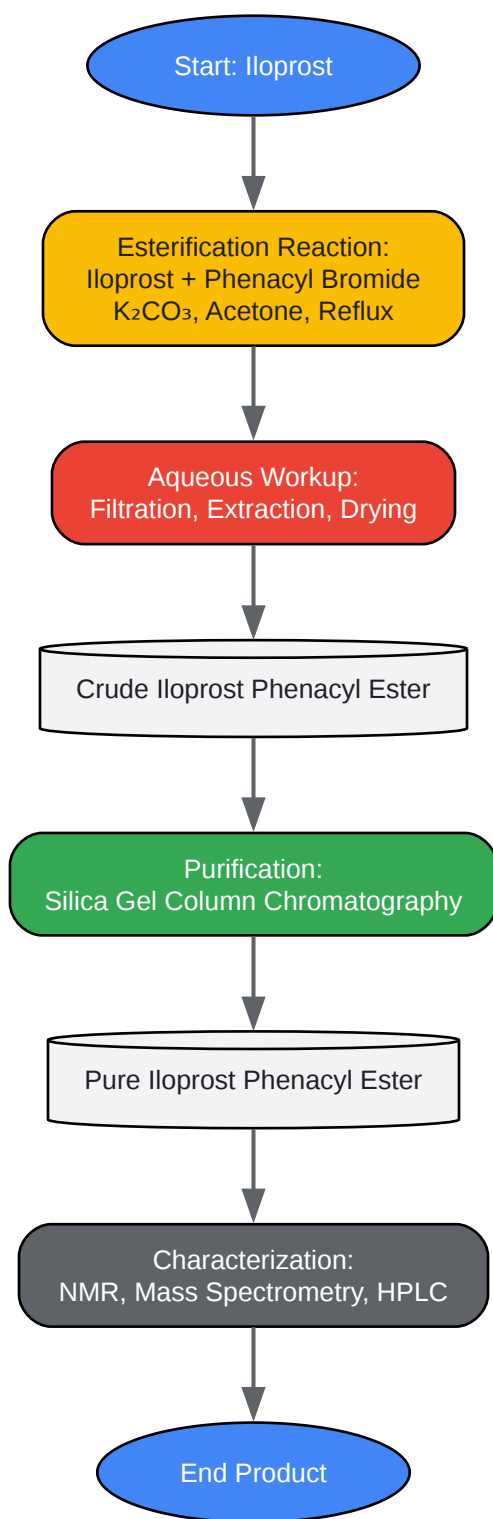 Start: Iloprost
Esterification Reaction:
Iloprost + Phenacyl Bromide
K₂CO₃, Acetone, Reflux
Aqueous Workup:
Filtration, Extraction, Drying
Crude Iloprost Phenacyl Ester
Purification:
Silica Gel Column Chromatography
Pure Iloprost Phenacyl Ester
Characterization:
NMR, Mass Spectrometry, HPLC
End Product